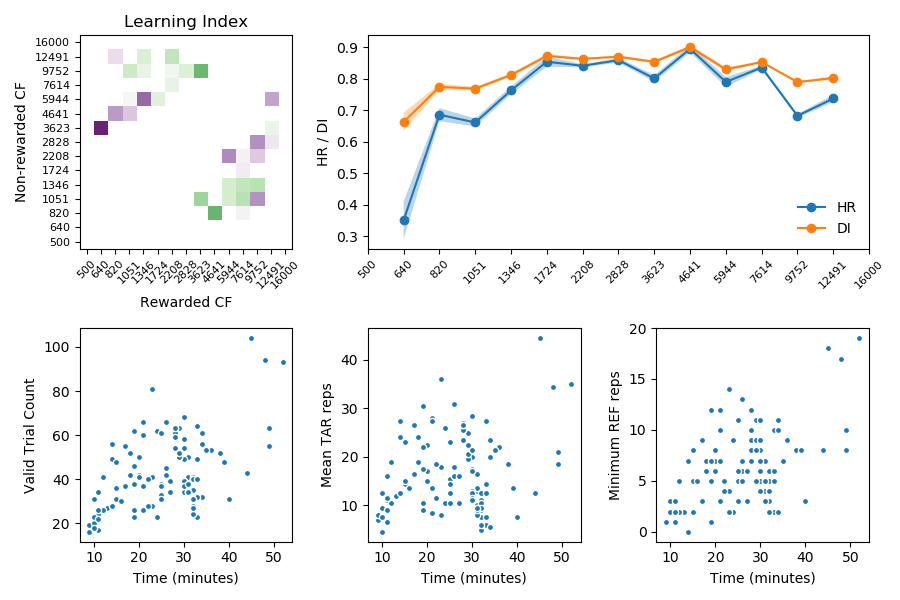 Learning Index
Non-rewarded CF
16000
12491
9752
7614
5944
4641
3623
2828
2208
1724
1346
1051
820
640
500
500 640 820 1051 1346 1724 2208 2828 3623 4641 5944 7614 9752 12491 16000
Rewarded CF
HR / DI
0.9
0.8
0.7
0.6
0.5
0.4
0.3
HR
DI
500 640 820 1051 1346 1724 2208 2828 3623 4641 5944 7614 9752 12491 16000
Valid Trial Count
100
80
60
40
20
10 20 30 40 50
Time (minutes)
Mean TAR reps
40
30
20
10
10 20 30 40 50
Time (minutes)
Minimum REF reps
20
15
10
5
0
10 20 30 40 50
Time (minutes)